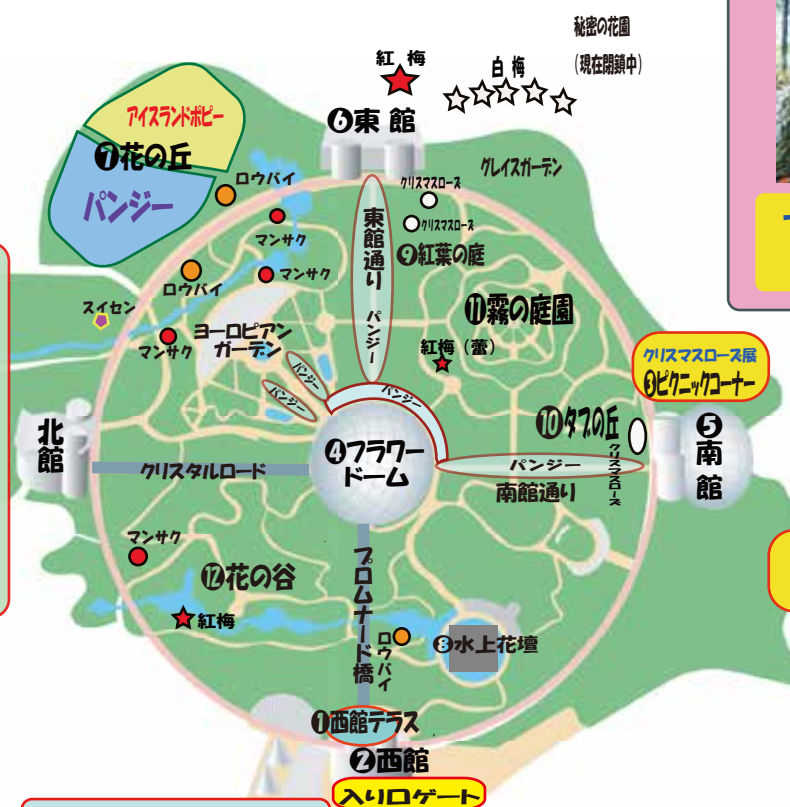 秘密の花園
(現在閉鎖中)
紅 梅
白 梅
アイスランドポピー
❻東 館
❼花の丘
ロウバイ
グレイスガーデン
クリスマスローズ
パンジー
東館通り
パンジー
クリスマスローズ
マンサク
❾紅葉の庭
マンサク
ロウバイ
スイセン
⓫霧の庭園
ヨーロピアン
ガーデン
マンサク
紅梅(蕾)
クリスマスローズ展
❸ピクニックコーナー
パンジー
パンジー
パンジー
❿タブの丘
クリスマスローズ
❺南館
北館
❹フラワー
ドーム
クリスタルロード
パンジー
南館通り
マンサク
⓬花の谷
プロムナード橋
紅梅
ロウバイ
❽水上花壇
❶西館テラス
❷西館
入り口ゲート